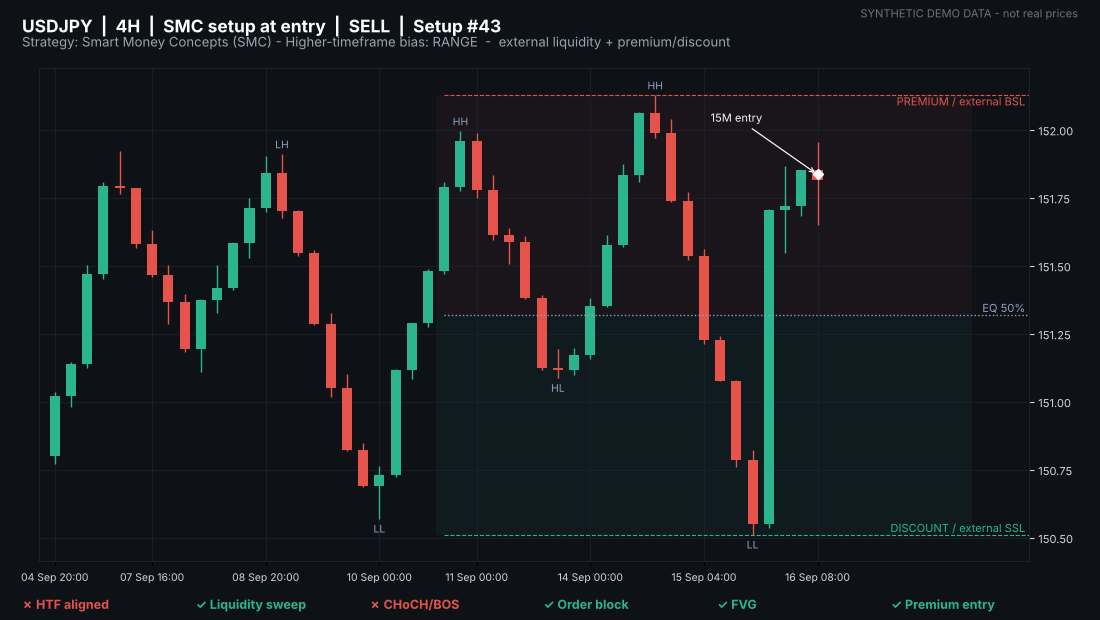 SYNTHETIC DEMO DATA - not real prices
USDJPY | 4H | SMC setup at entry | SELL | Setup #43
Strategy: Smart Money Concepts (SMC) - Higher-timeframe bias: RANGE - external liquidity + premium/discount
HH
PREMIUM / external BSL
15M entry
HH
LH
152.00
151.75
151.50
EQ 50%
151.25
HL
151.00
150.75
LL
DISCOUNT / external SSL
LL
150.50
04 Sep 20:00 07 Sep 16:00 08 Sep 20:00 10 Sep 00:00 11 Sep 00:00 14 Sep 00:00 15 Sep 04:00 16 Sep 08:00
× HTF aligned ✓ Liquidity sweep × CHoCH/BOS ✓ Order block ✓ FVG ✓ Premium entry